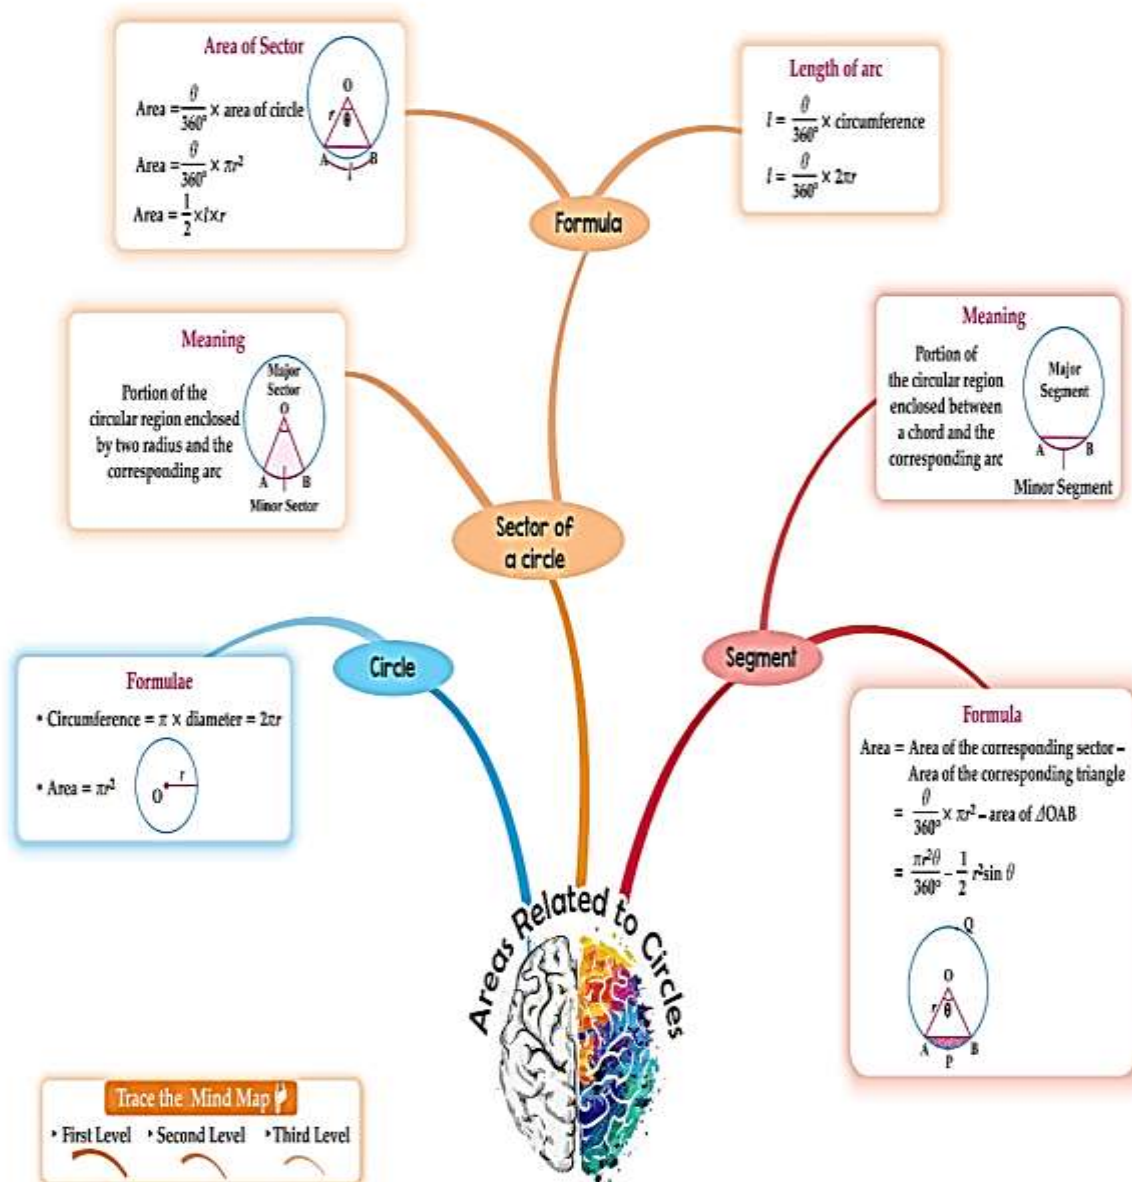 Area of Sector
Area = θ/360° × area of circle
Area = θ/360° × πr²
Area = 1/2 × l × r
O
r
θ
A B
l
Length of arc
l = θ/360° × circumference
l = θ/360° × 2πr
Formula
Meaning
Portion of the
circular region enclosed
by two radius and the
corresponding arc
Major
Sector
O
A B
Minor Sector
Meaning
Portion of
the circular region
enclosed between
a chord and the
corresponding arc
Major
Segment
A B
Minor Segment
Sector of
a circle
Circle
Segment
Formulae
• Circumference = π × diameter = 2πr
• Area = πr²
O
r
Formula
Area = Area of the corresponding sector –
Area of the corresponding triangle
= θ/360° × πr² – area of ΔOAB
= πr²θ/360° – 1/2 r² sin θ
Q
O
r
θ
A B
P
Areas Related to Circles
Trace the Mind Map
‣ First Level ‣ Second Level ‣ Third Level